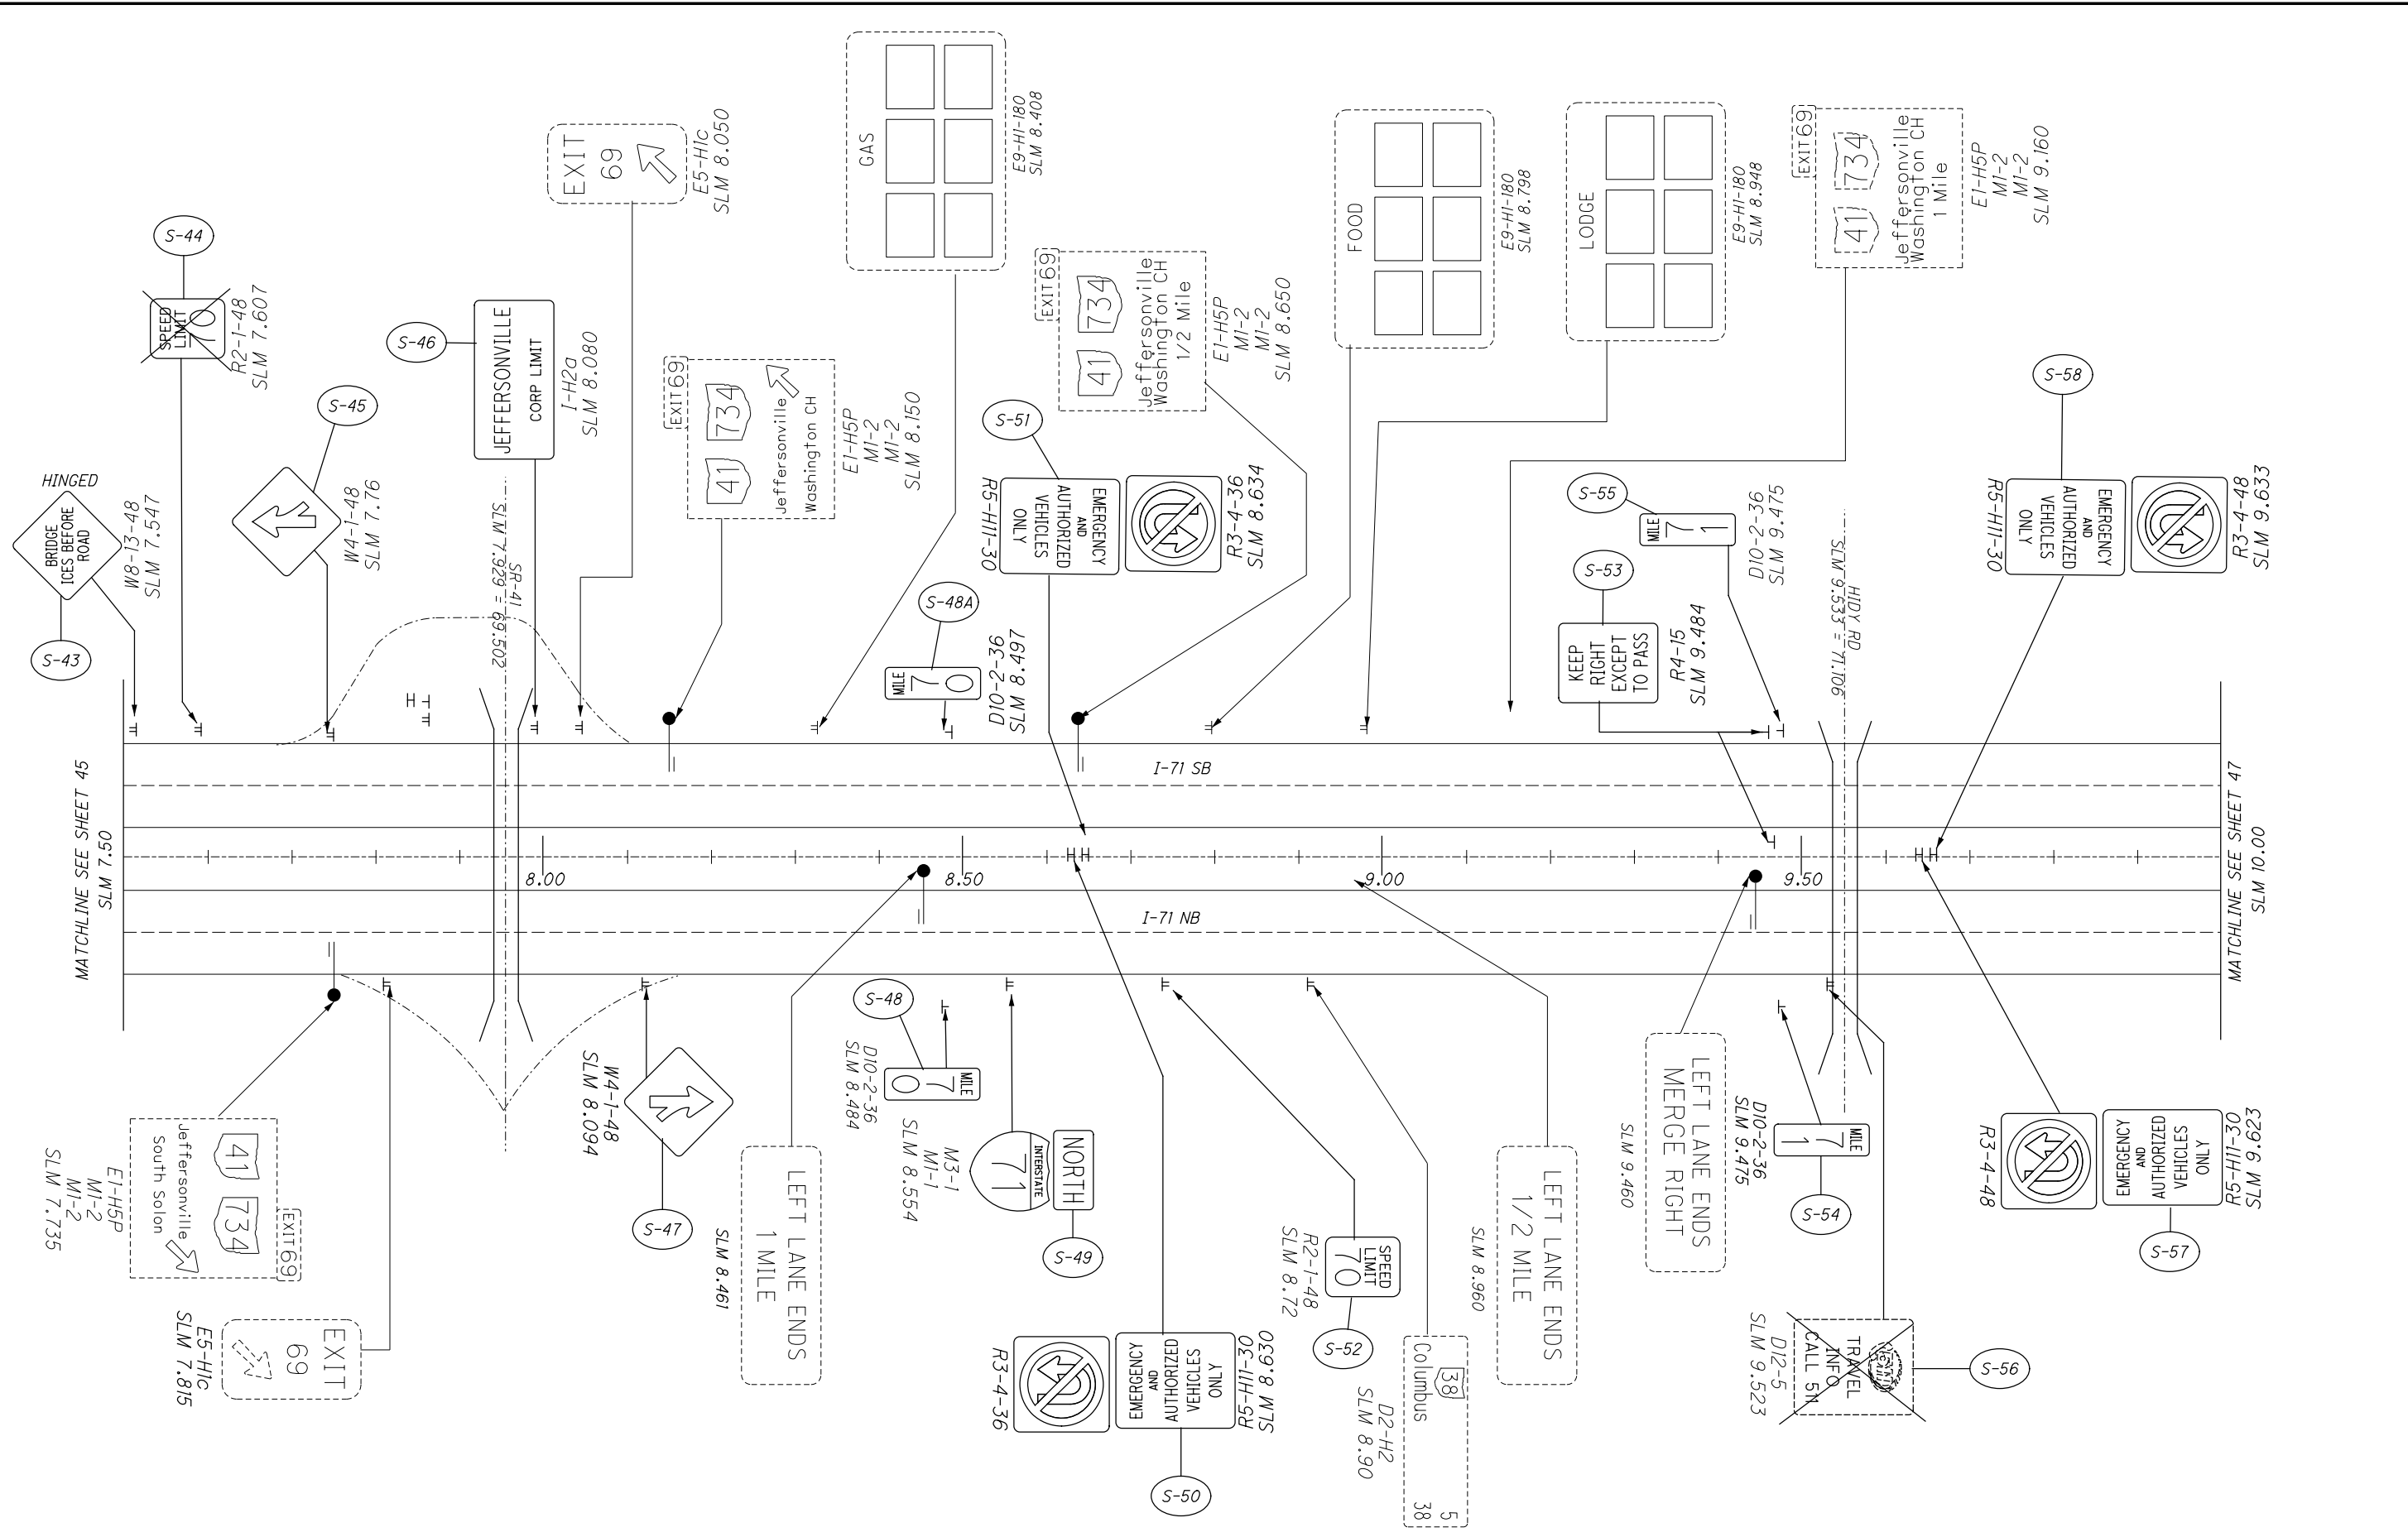 S-44
SPEED
LIMIT
70
R2-1-48
SLM 7.607
HINGED
BRIDGE
ICES BEFORE
ROAD
W8-13-48
SLM 7.547
S-43
S-45
W4-1-48
SLM 7.76
S-46
JEFFERSONVILLE
CORP LIMIT
I-H2a
SLM 8.080
EXIT
69
E5-H1c
SLM 8.050
SR-41
SLM 7.929 = 69.502
EXIT 69
41 734
Jeffersonville
Washington CH
E1-H5P
M1-2
M1-2
SLM 8.150
GAS
E9-H1-180
SLM 8.408
S-48A
MILE
70
D10-2-36
SLM 8.497
S-51
EMERGENCY
AND
AUTHORIZED
VEHICLES
ONLY
R5-H11-30
R3-4-36
SLM 8.634
EXIT 69
41 734
Jeffersonville
Washington CH
1/2 Mile
E1-H5P
M1-2
M1-2
SLM 8.650
FOOD
E9-H1-180
SLM 8.798
LODGE
E9-H1-180
SLM 8.948
EXIT 69
41 734
Jeffersonville
Washington CH
1 Mile
E1-H5P
M1-2
M1-2
SLM 9.160
S-55
MILE
71
D10-2-36
SLM 9.475
S-53
KEEP
RIGHT
EXCEPT
TO PASS
R4-15
SLM 9.484
HIDY RD
SLM 9.533 = 71.106
S-58
EMERGENCY
AND
AUTHORIZED
VEHICLES
ONLY
R5-H11-30
R3-4-48
SLM 9.633
MATCHLINE SEE SHEET 45
SLM 7.50
I-71 SB
8.00
8.50
9.00
9.50
I-71 NB
MATCHLINE SEE SHEET 47
SLM 10.00
EXIT 69
41 734
Jeffersonville
South Solon
E1-H5P
M1-2
M1-2
SLM 7.735
EXIT
69
E5-H1c
SLM 7.815
W4-1-48
SLM 8.094
S-47
LEFT LANE ENDS
1 MILE
SLM 8.461
S-48
MILE
70
D10-2-36
SLM 8.484
NORTH
INTERSTATE
71
M3-1
M1-1
SLM 8.554
S-49
EMERGENCY
AND
AUTHORIZED
VEHICLES
ONLY
R5-H11-30
SLM 8.630
R3-4-36
S-50
SPEED
LIMIT
70
R2-1-48
SLM 8.72
S-52
38 5
Columbus 38
D2-H2
SLM 8.90
LEFT LANE ENDS
1/2 MILE
SLM 8.960
LEFT LANE ENDS
MERGE RIGHT
SLM 9.460
MILE
71
D10-2-36
SLM 9.475
S-54
TRAVEL
INFO
CALL 511
D12-5
SLM 9.523
S-56
EMERGENCY
AND
AUTHORIZED
VEHICLES
ONLY
R5-H11-30
SLM 9.623
R3-4-48
S-57